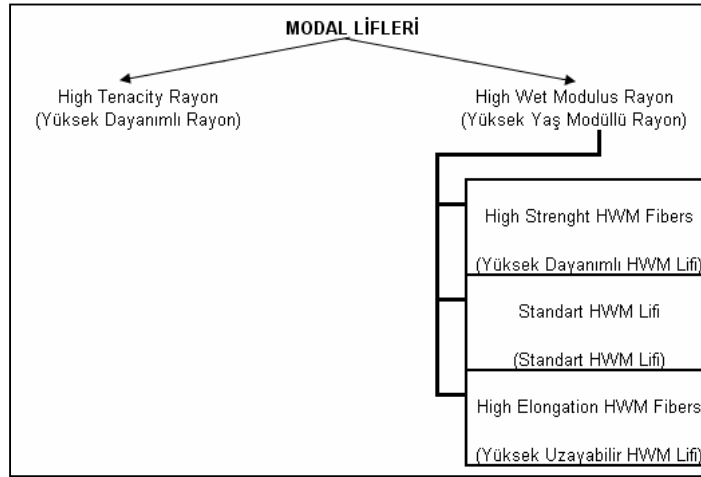 MODAL LİFLERİ
High Tenacity Rayon
(Yüksek Dayanımlı Rayon)
High Wet Modulus Rayon
(Yüksek Yaş Modüllü Rayon)
High Strenght HWM Fibers
(Yüksek Dayanımlı HWM Lifi)
Standart HWM Lifi
(Standart HWM Lifi)
High Elongation HWM Fibers
(Yüksek Uzayabilir HWM Lifi)